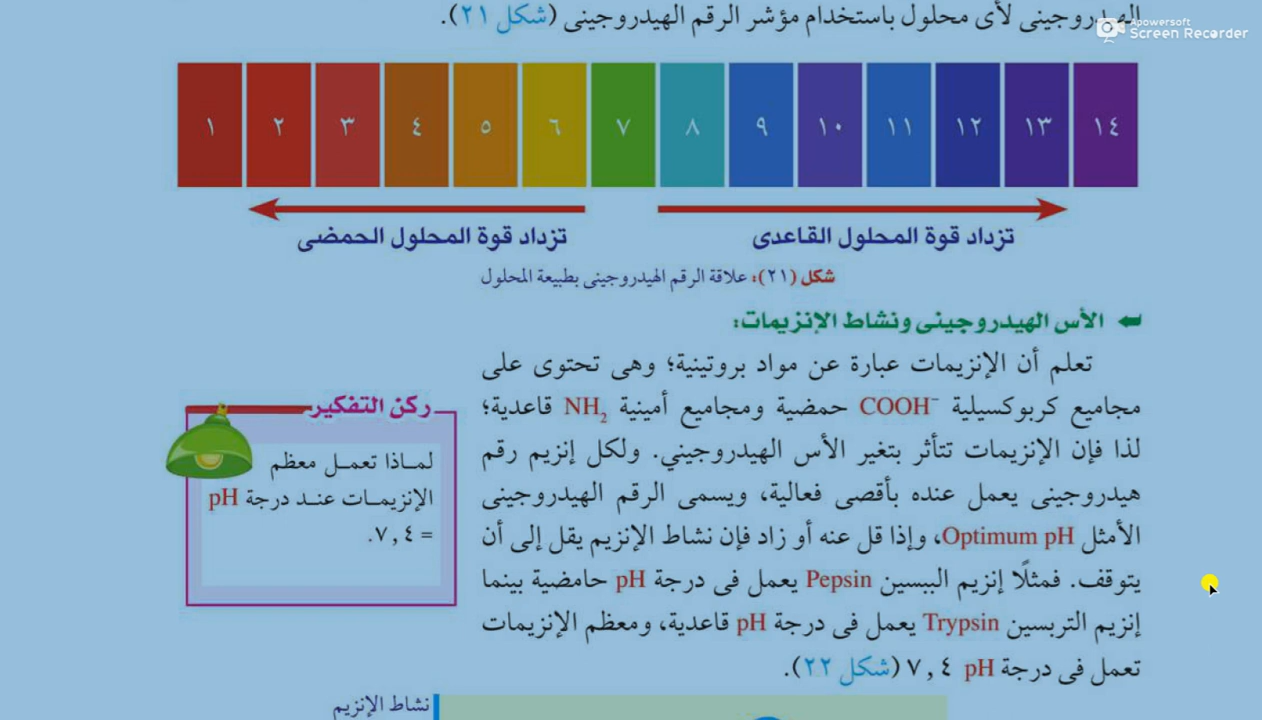 الهيدروجينى لأى محلول باستخدام مؤشر الرقم الهيدروجينى (شكل ٢١).
Apowersoft
Screen Recorder
١ ٢ ٣ ٤ ٥ ٦ ٧ ٨ ٩ ١٠ ١١ ١٢ ١٣ ١٤
تزداد قوة المحلول القاعدى
تزداد قوة المحلول الحمضى
شكل (٢١): علاقة الرقم الهيدروجينى بطبيعة المحلول
الأس الهيدروجينى ونشاط الإنزيمات:
تعلم أن الإنزيمات عبارة عن مواد بروتينية؛ وهى تحتوى على
مجاميع كربوكسيلية COOH⁻ حمضية ومجاميع أمينية NH₂ قاعدية؛
لذا فإن الإنزيمات تتأثر بتغير الأس الهيدروجيني. ولكل إنزيم رقم
هيدروجينى يعمل عنده بأقصى فعالية، ويسمى الرقم الهيدروجينى
الأمثل Optimum pH، وإذا قل عنه أو زاد فإن نشاط الإنزيم يقل إلى أن
يتوقف. فمثلًا إنزيم الببسين Pepsin يعمل فى درجة pH حامضية بينما
إنزيم التربسين Trypsin يعمل فى درجة pH قاعدية، ومعظم الإنزيمات
تعمل فى درجة pH ٧,٤ (شكل ٢٢).
ركن التفكير
لماذا تعمل معظم
الإنزيمات عند درجة pH
= ٧,٤.
نشاط الإنزيم